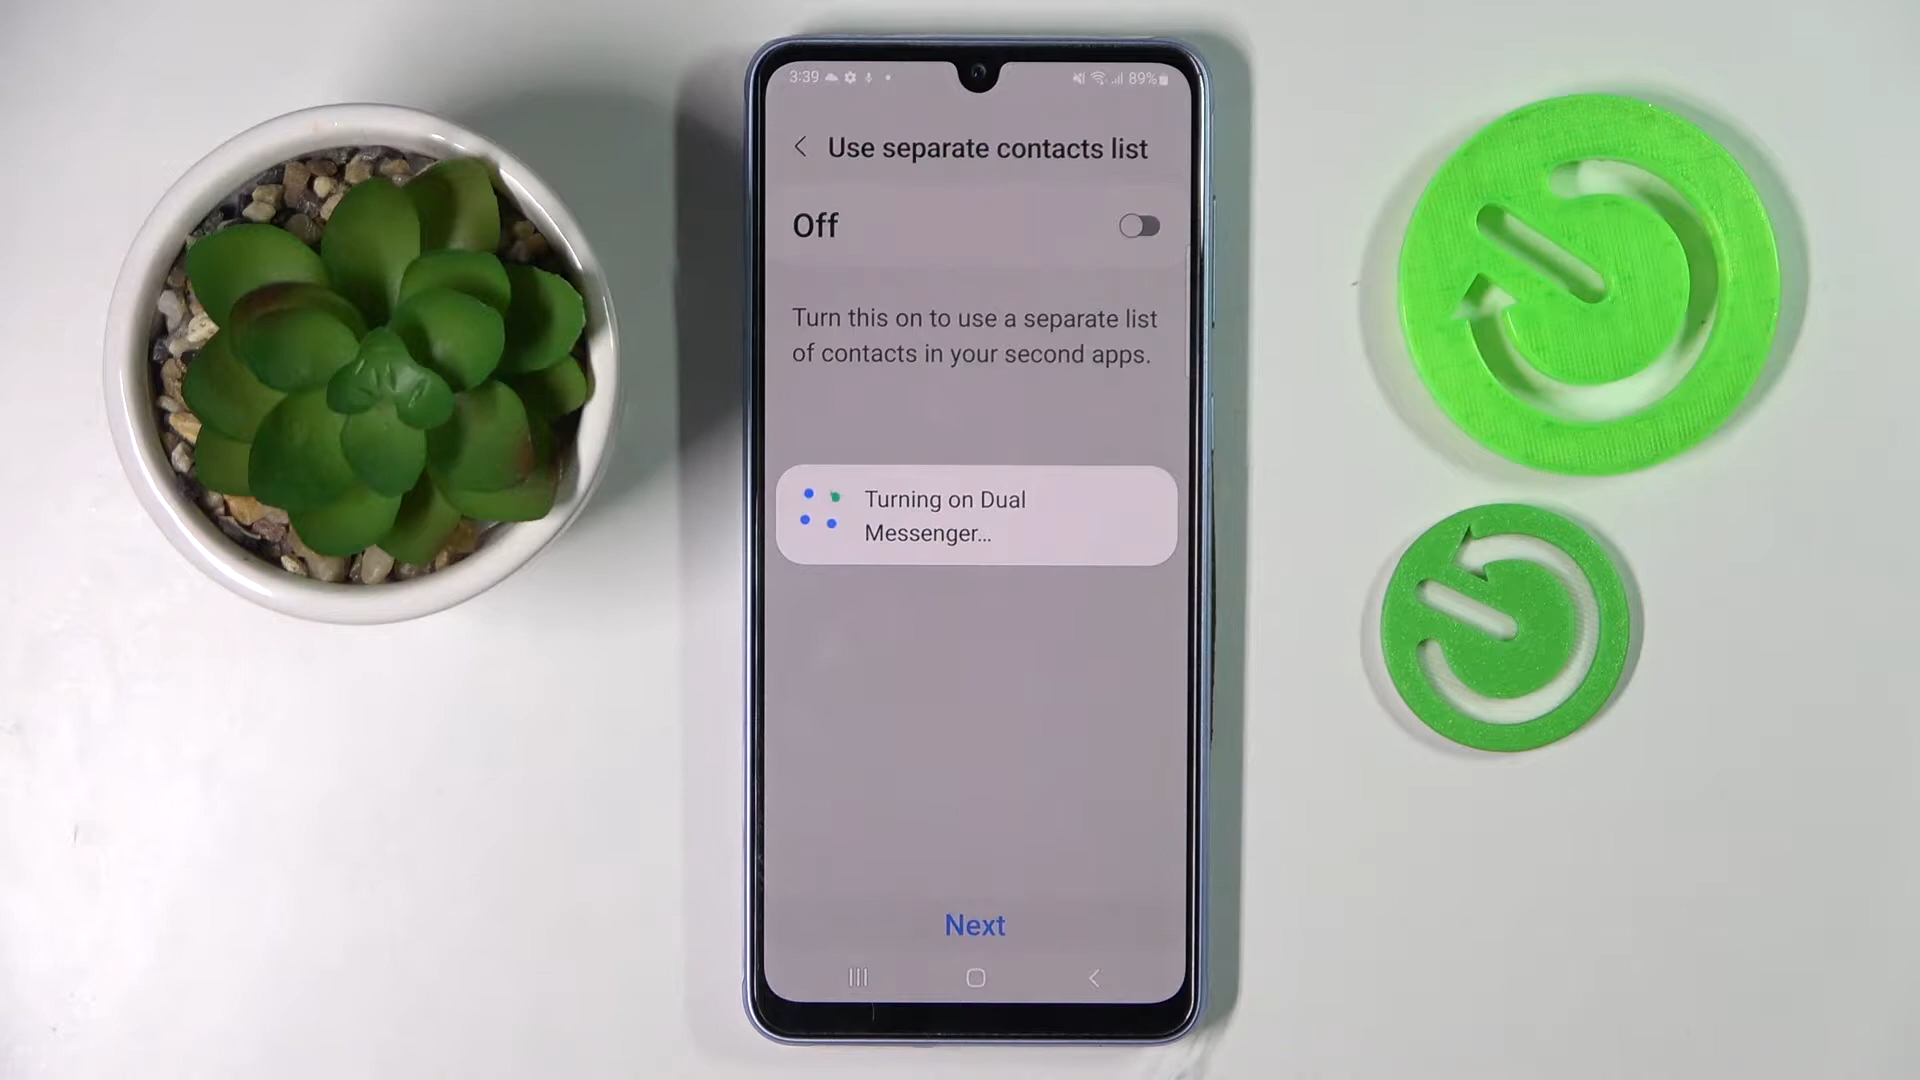 3:39 89%
Use separate contacts list
Off
Turn this on to use a separate list
of contacts in your second apps.
Turning on Dual
Messenger...
Next